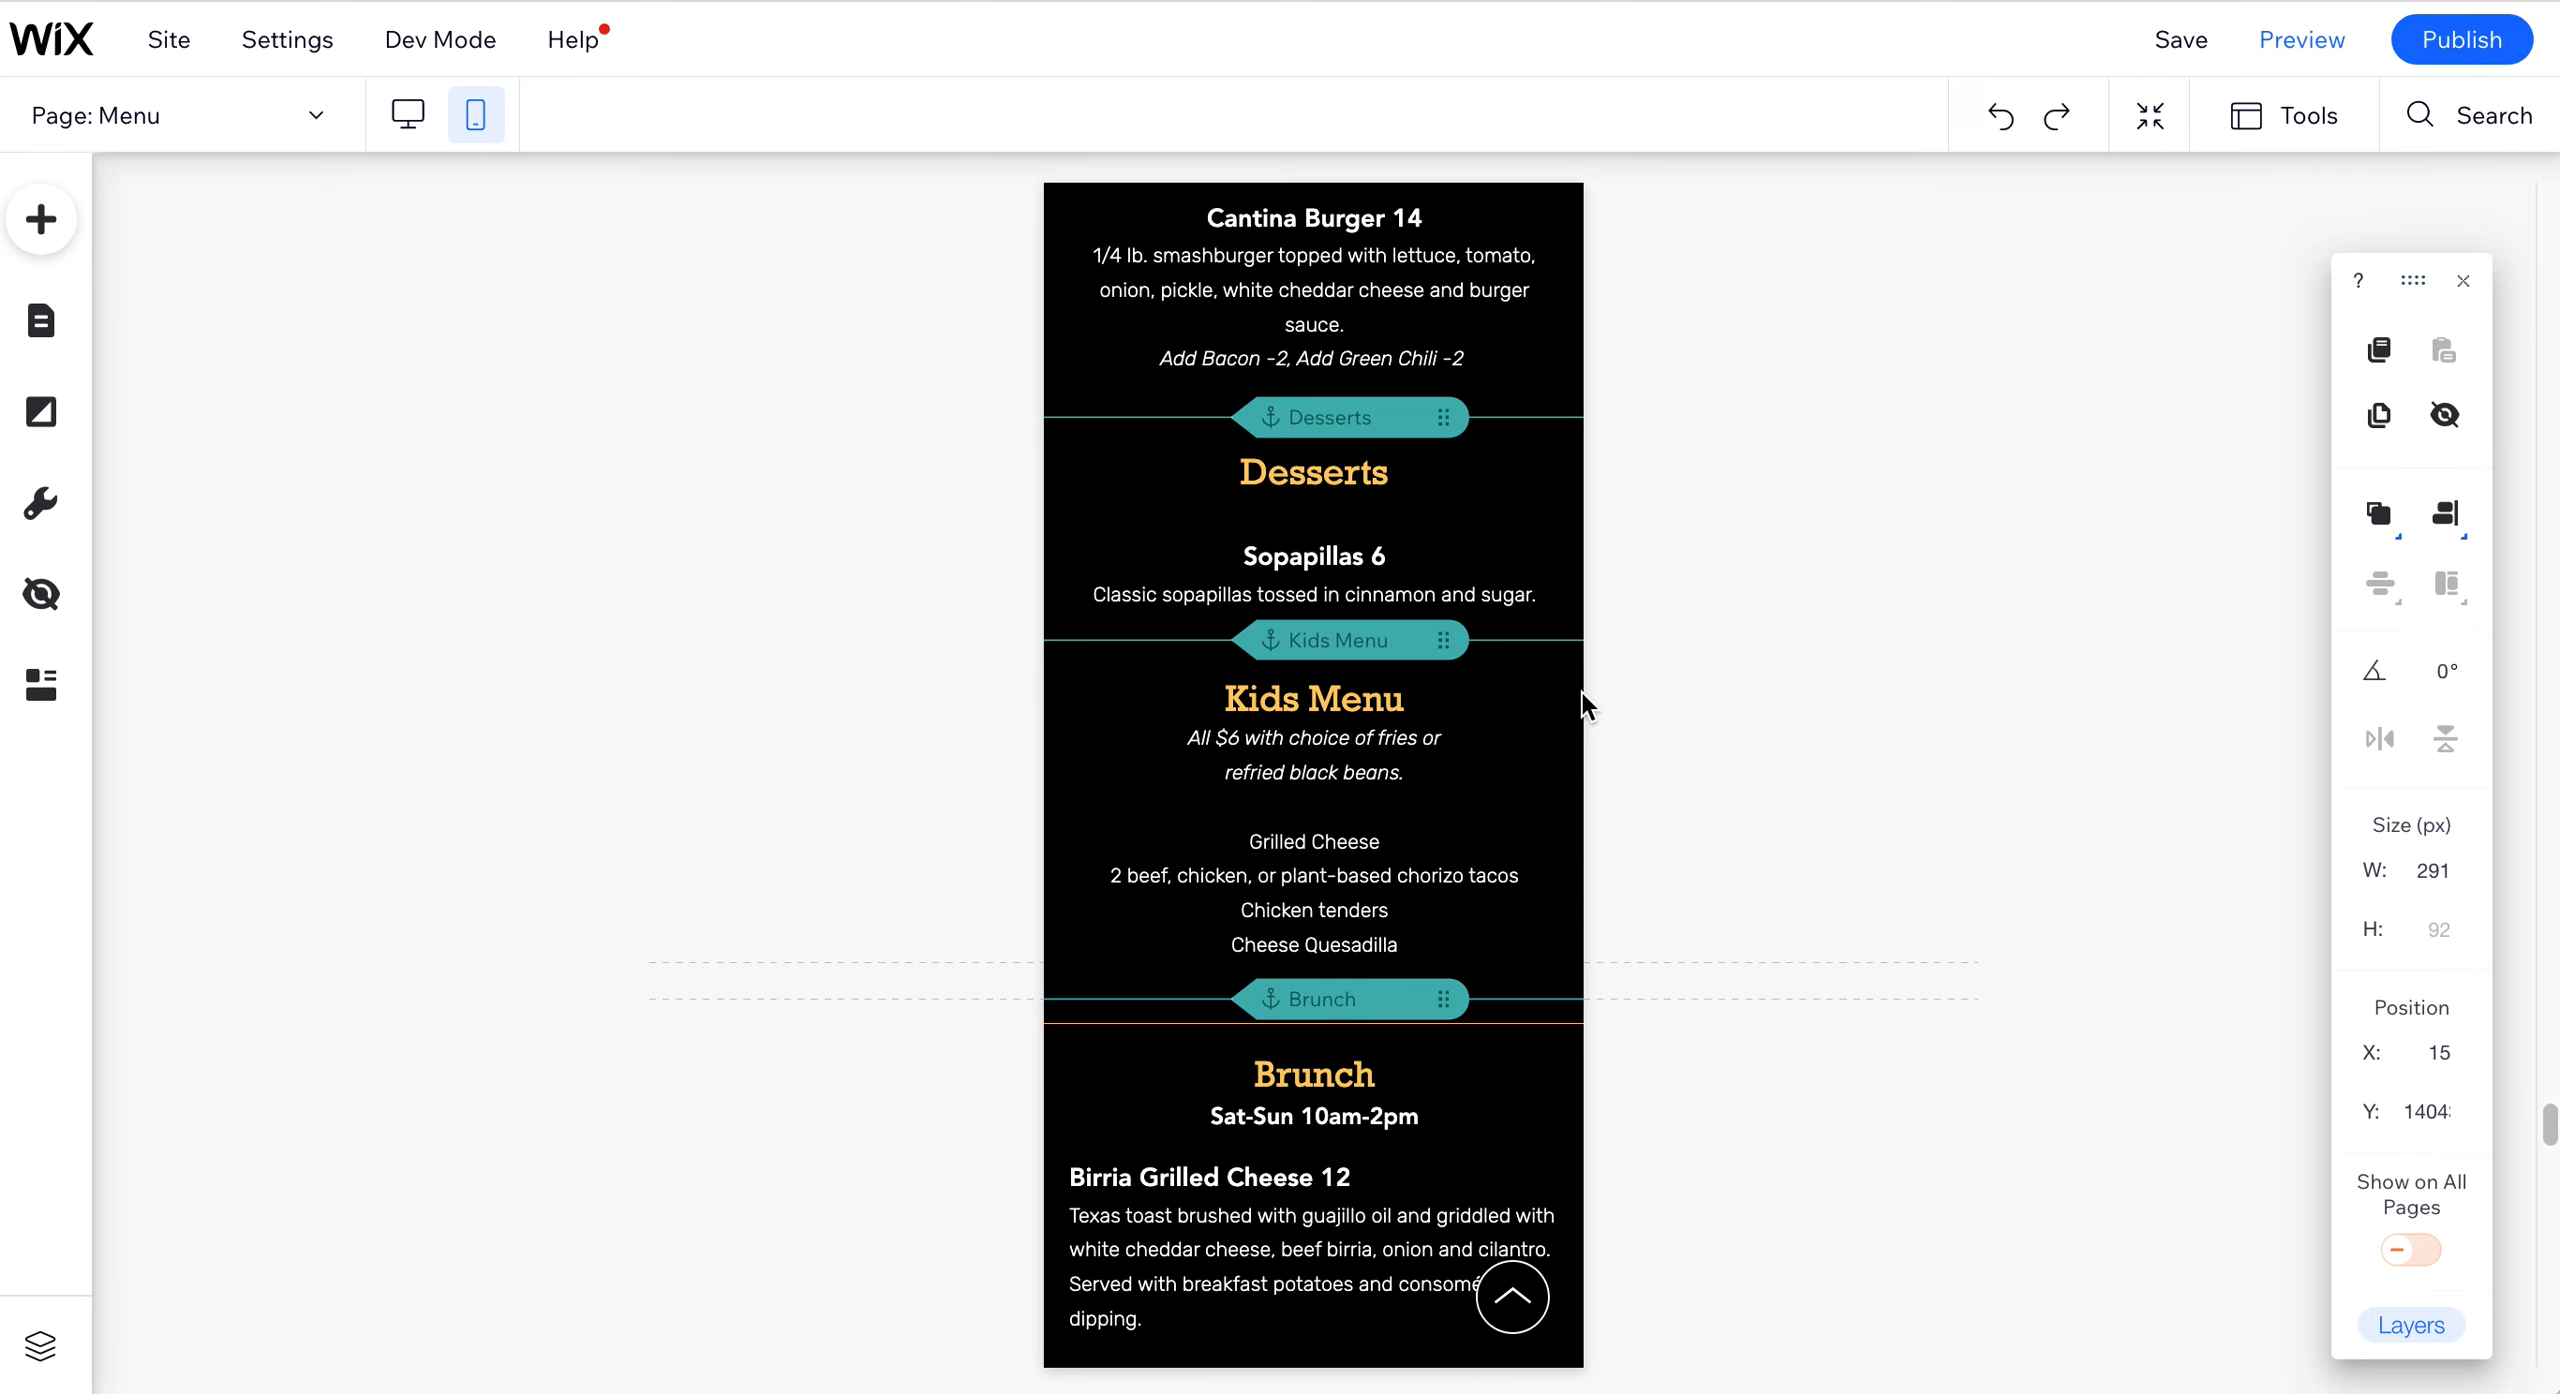 WiX
Site
Settings
Dev Mode
Help
Save
Preview
Publish
Page: Menu
Tools
Search
Cantina Burger 14
1/4 lb. smashburger topped with lettuce, tomato,
onion, pickle, white cheddar cheese and burger
sauce.
Add Bacon -2, Add Green Chili -2
Desserts
Desserts
Sopapillas 6
Classic sopapillas tossed in cinnamon and sugar.
Kids Menu
Kids Menu
All $6 with choice of fries or
refried black beans.
Grilled Cheese
2 beef, chicken, or plant-based chorizo tacos
Chicken tenders
Cheese Quesadilla
Brunch
Brunch
Sat-Sun 10am-2pm
Birria Grilled Cheese 12
Texas toast brushed with guajillo oil and griddled with
white cheddar cheese, beef birria, onion and cilantro.
Served with breakfast potatoes and consomé
dipping.
?
0°
Size (px)
W: 291
H: 92
Position
X: 15
Y: 1404
Show on All
Pages
Layers